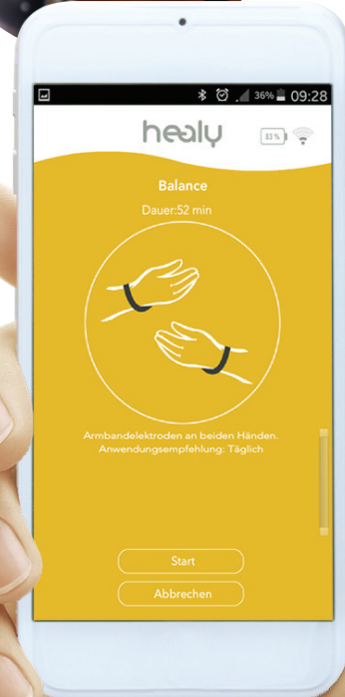 36% 09:28
healy 83%
Balance
Dauer:52 min
Armbandelektroden an beiden Händen.
Anwendungsempfehlung: Täglich
Start
Abbrechen